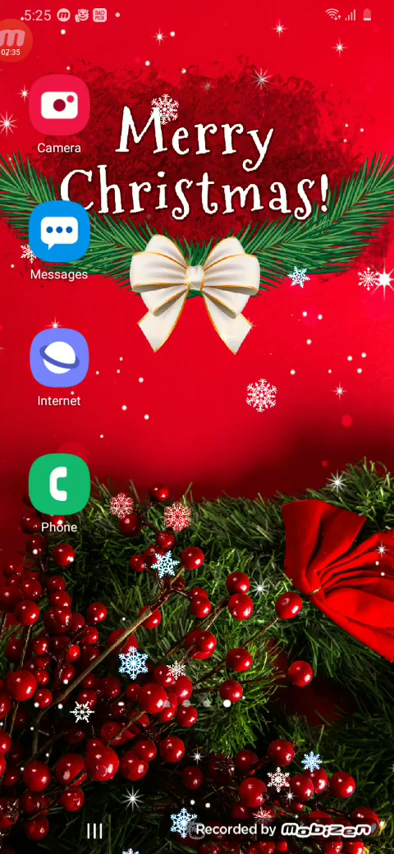 5:25
02:35
Camera
Merry
Christmas!
Messages
Internet
Phone
Recorded by Mobizen